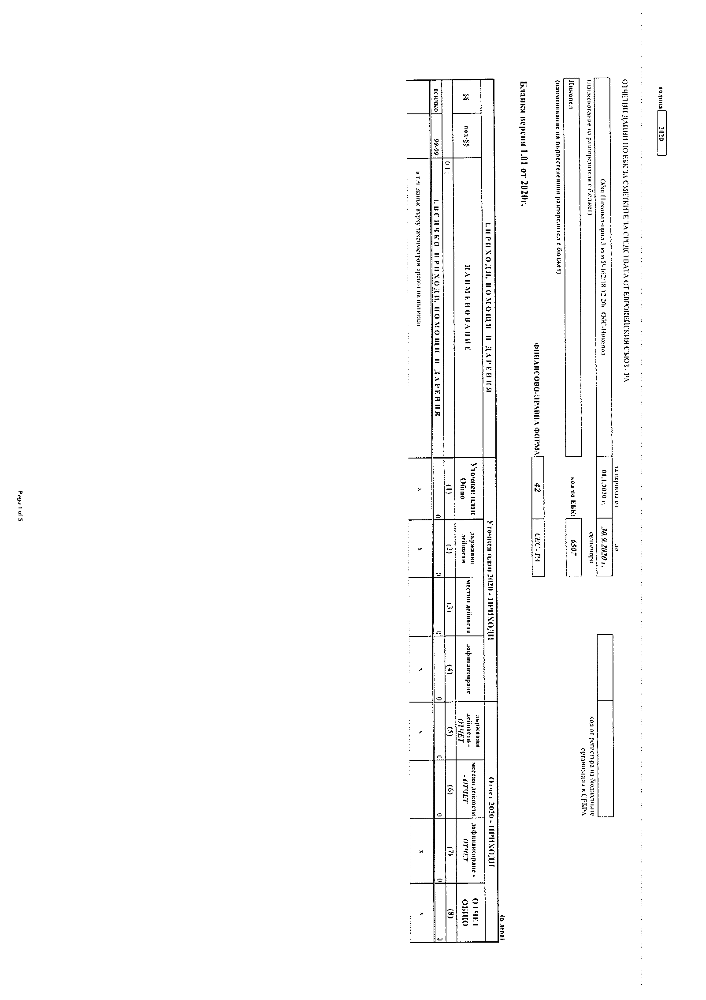 година 2020
ОТЧЕТНИ ДАННИ ПО ЕБК ЗА СМЕТКИТЕ ЗА СРЕДСТВАТА ОТ ЕВРОПЕЙСКИЯ СЪЮЗ - РА
за периода от до
Общ.Никопол-прил.3 към Р-162/18.12.20г. ОбС-Никопол 01.1.2020 г. 30.9.2020 г.
(наименование на разпоредителя с бюджет) септември код от регистъра на бюджетните
организации в СЕБРА
Никопол код по ЕБК: 6507
(наименование на първостепенния разпоредител с бюджет)
ФИНАНСОВО-ПРАВНА ФОРМА 42 СЕС - РА
Бланка версия 1.01 от 2020г.
(в лева)
I. ПРИХОДИ, ПОМОЩИ И ДАРЕНИЯ Уточнен план 2020 - ПРИХОДИ Отчет 2020 - ПРИХОДИ
§§ под-§§ НАИМЕНОВАНИЕ Уточнен план Общо държавни дейности местни дейности дофинансиране държавни дейности - ОТЧЕТ местни дейности - ОТЧЕТ дофинансиране - ОТЧЕТ ОТЧЕТ ОБЩО
(1) (2) (3) (4) (5) (6) (7) (8)
всичко 99-99 I. ВСИЧКО ПРИХОДИ, ПОМОЩИ И ДАРЕНИЯ 0 0 0 0 0 0 0 0
в т.ч. данък върху таксиметров превоз на пътници x x x x x x
Page 1 of 5